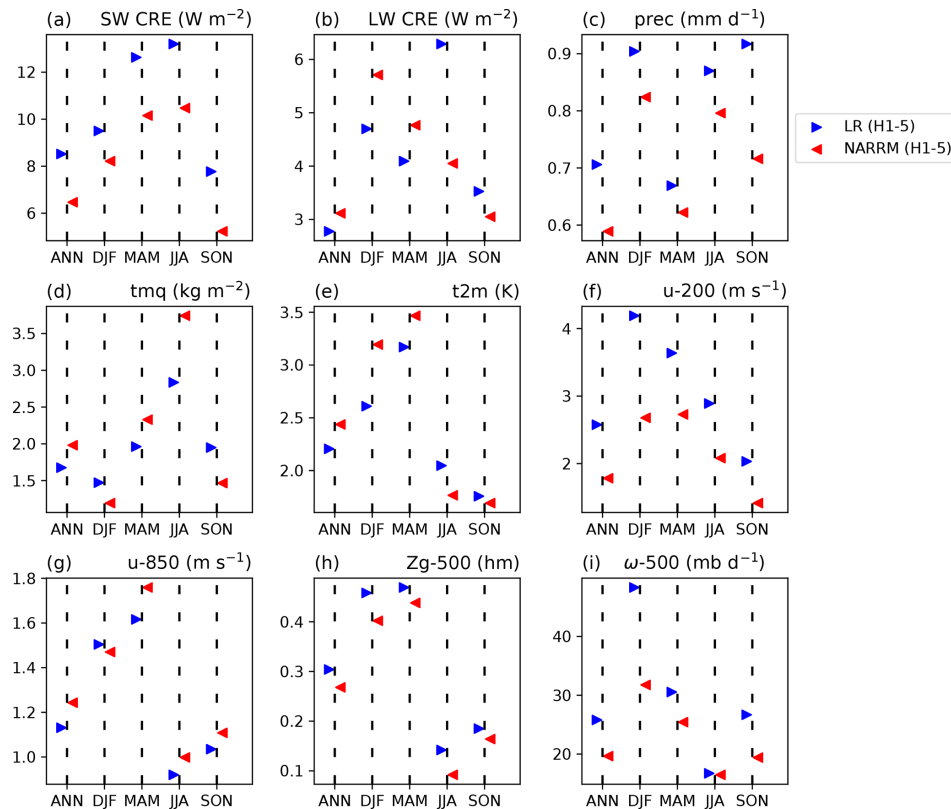 (a) SW CRE (W m⁻²)
(b) LW CRE (W m⁻²)
(c) prec (mm d⁻¹)
12
10
8
6
ANN DJF MAM JJA SON
6
5
4
3
ANN DJF MAM JJA SON
0.9
0.8
0.7
0.6
ANN DJF MAM JJA SON
LR (H1-5)
NARRM (H1-5)
(d) tmq (kg m⁻²)
(e) t2m (K)
(f) u-200 (m s⁻¹)
3.5
3.0
2.5
2.0
1.5
ANN DJF MAM JJA SON
3.5
3.0
2.5
2.0
ANN DJF MAM JJA SON
4
3
2
ANN DJF MAM JJA SON
(g) u-850 (m s⁻¹)
(h) Zg-500 (hm)
(i) ω-500 (mb d⁻¹)
1.8
1.6
1.4
1.2
1.0
ANN DJF MAM JJA SON
0.4
0.3
0.2
0.1
ANN DJF MAM JJA SON
40
30
20
ANN DJF MAM JJA SON